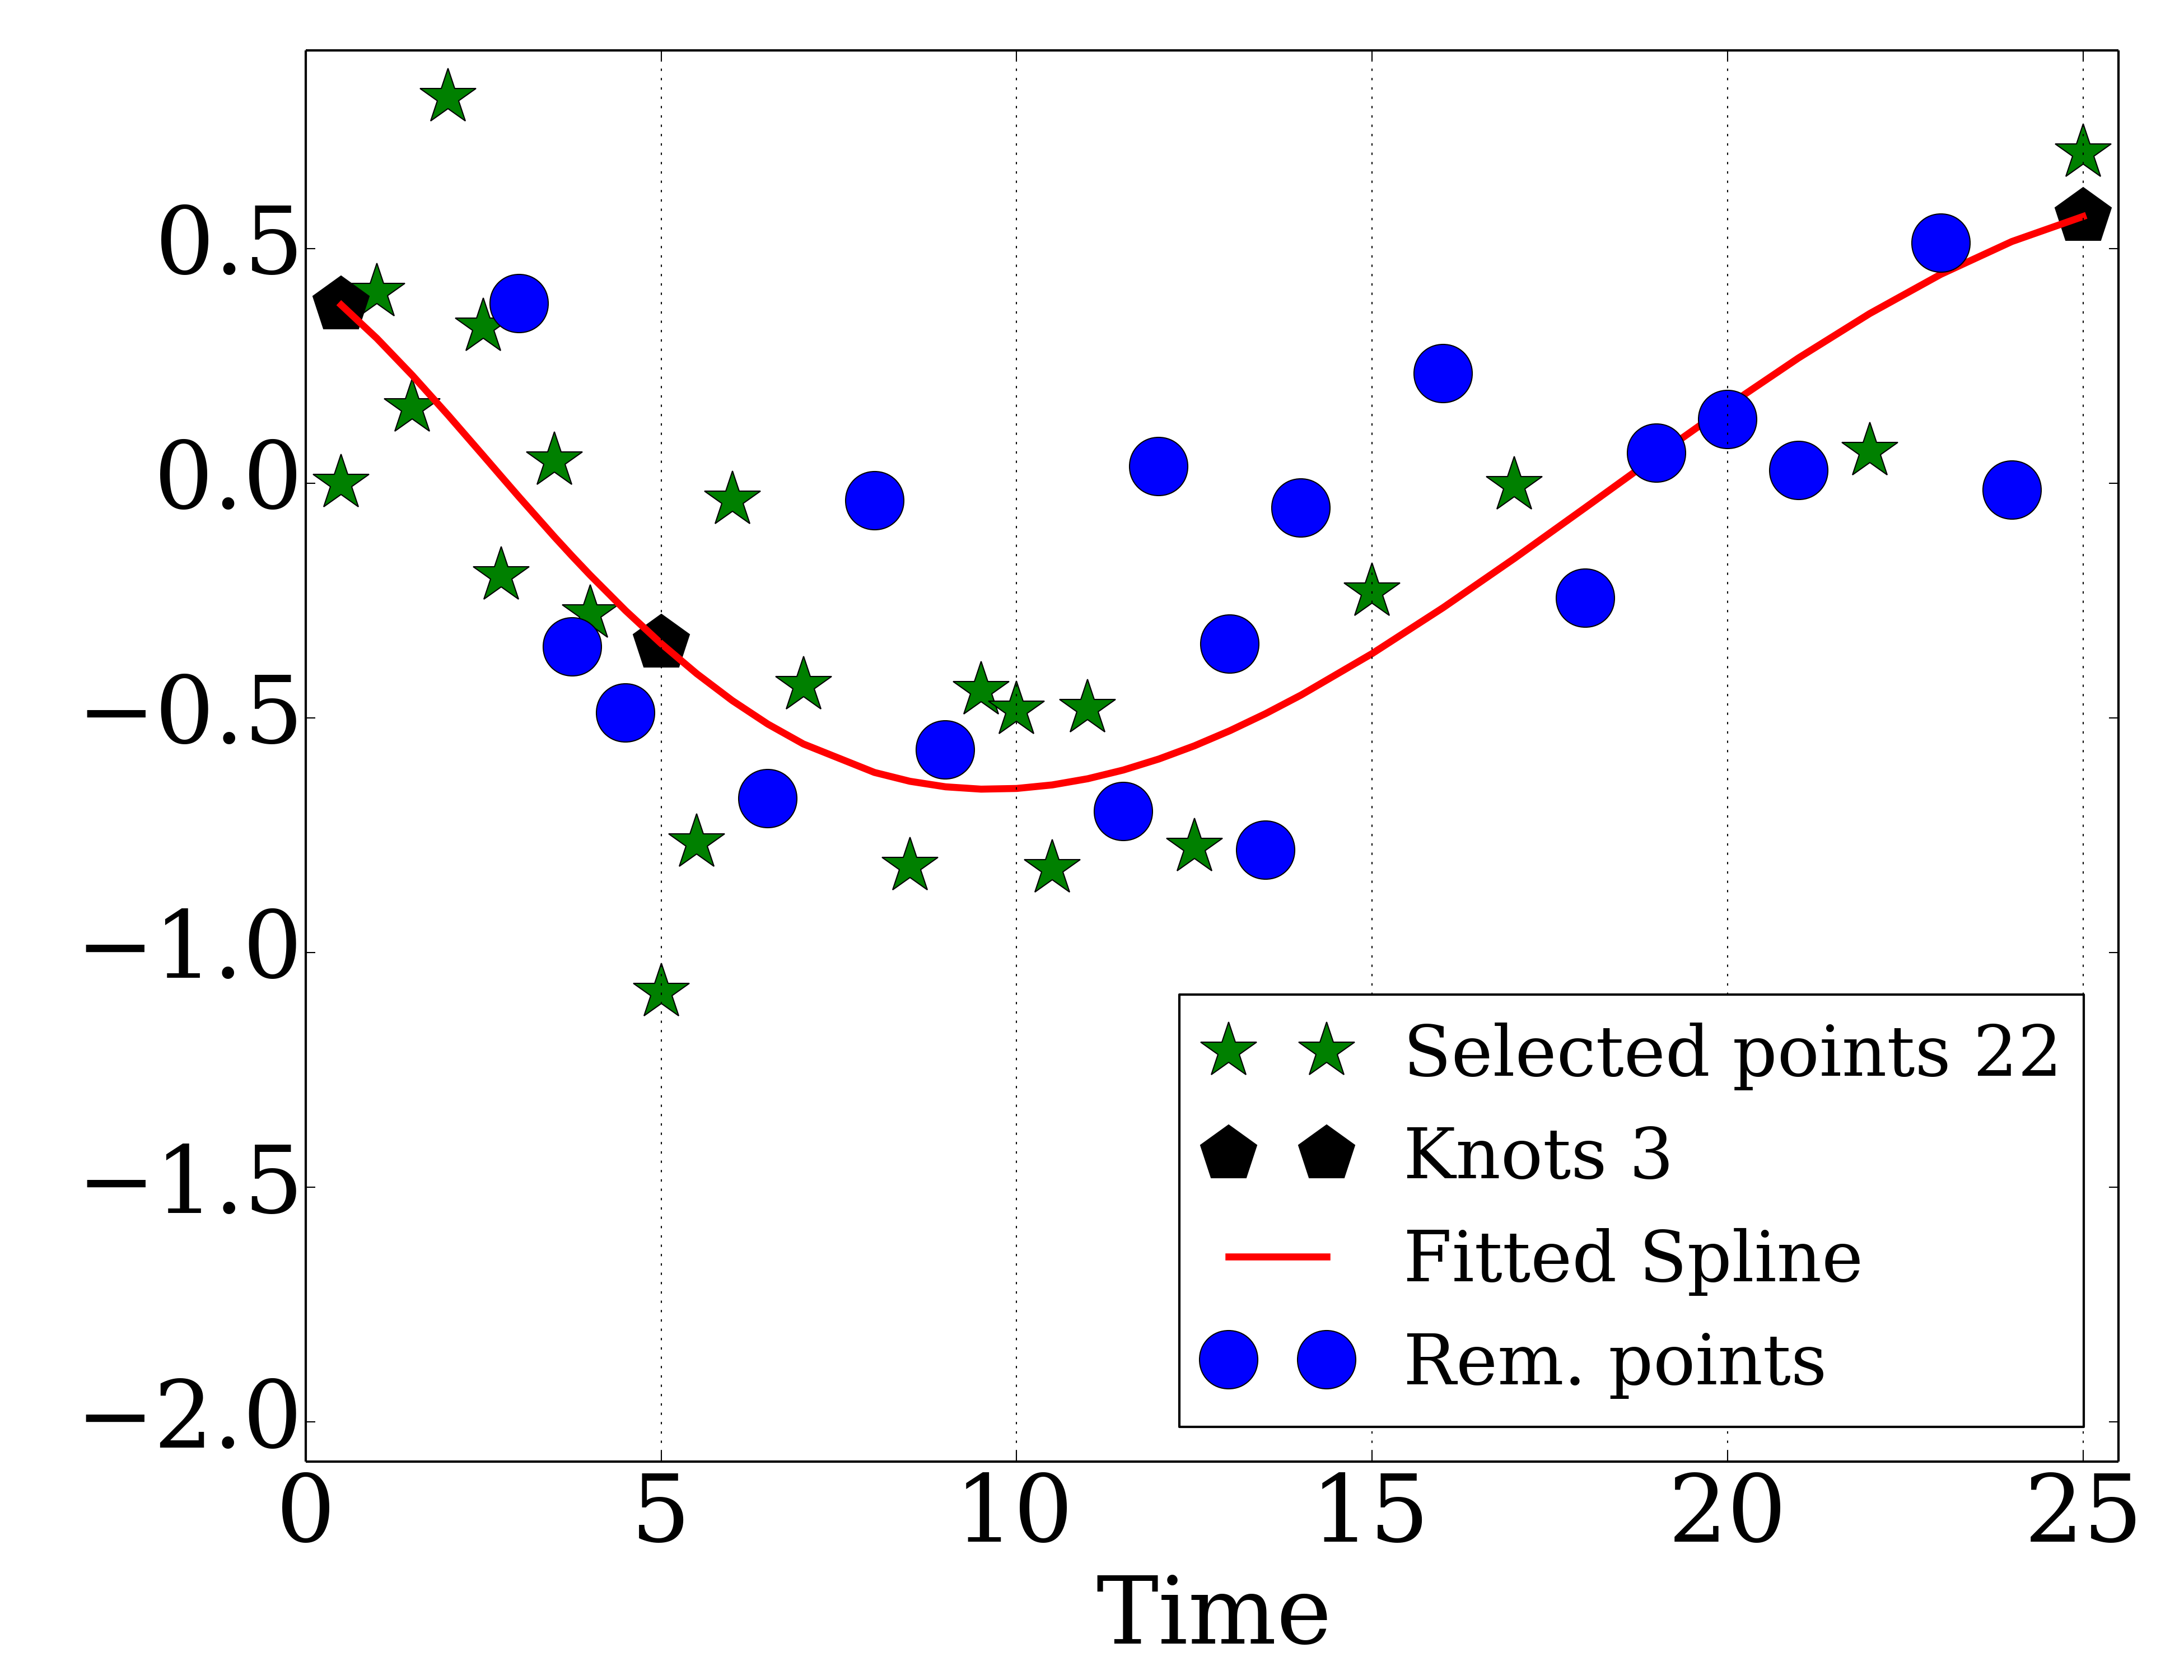 0.5
0.0
−0.5
−1.0
−1.5
−2.0
Selected points 22
Knots 3
Fitted Spline
Rem. points
0 5 10 15 20 25
Time